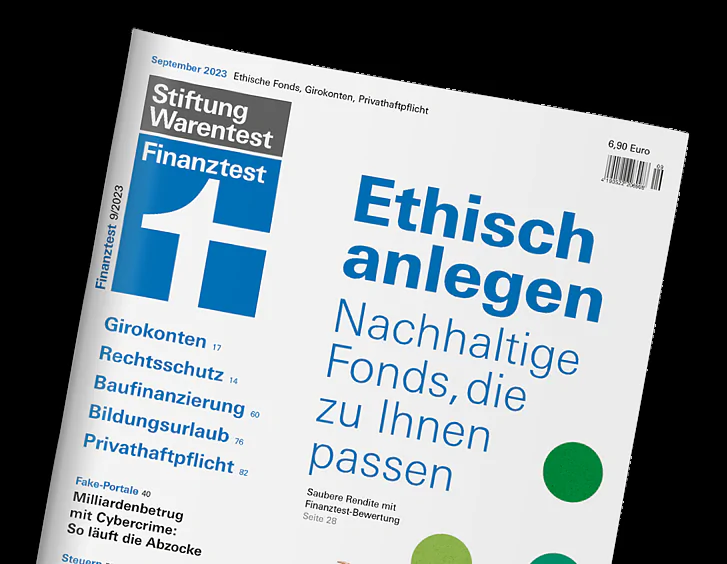 September 2023 Ethische Fonds, Girokonten, Privathaftpflicht
Stiftung
Warentest
Finanztest
Finanztest 9/2023
6,90 Euro
Ethisch
anlegen
Nachhaltige
Fonds, die
zu Ihnen
passen
Saubere Rendite mit
Finanztest-Bewertung
Seite 28
Girokonten 17
Rechtsschutz 14
Baufinanzierung 60
Bildungsurlaub 76
Privathaftpflicht 82
Fake-Portale 40
Milliardenbetrug
mit Cybercrime:
So läuft die Abzocke
Steuern